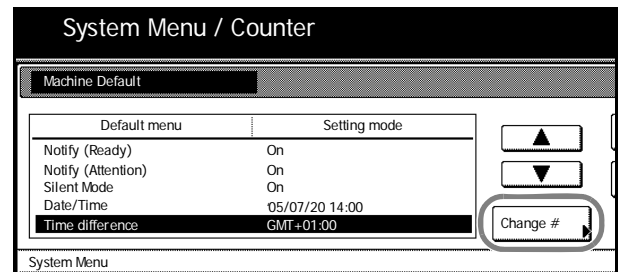 System Menu / Counter
Machine Default
Default menu Setting mode
Notify (Ready) On
Notify (Attention) On
Silent Mode On
Date/Time '05/07/20 14:00
Time difference GMT+01:00
Change #
System Menu